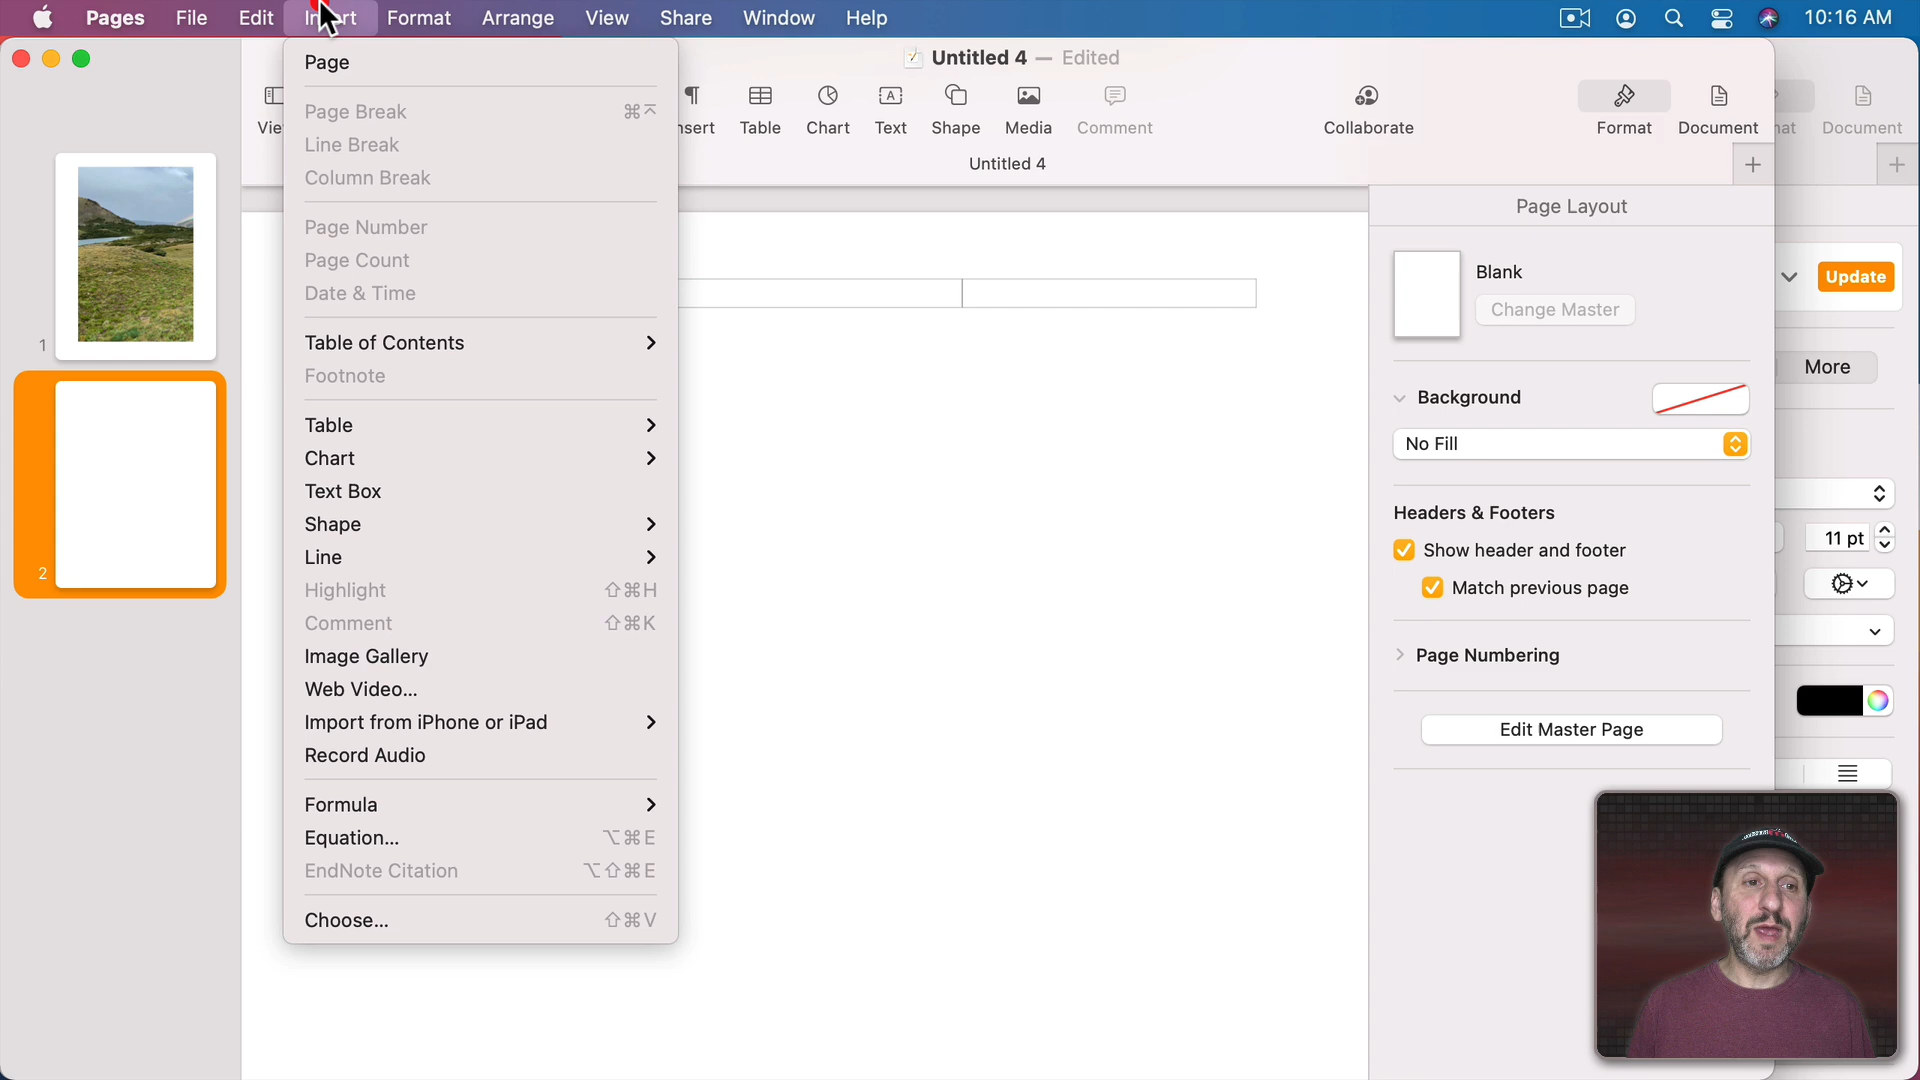 Pages File Edit Insert Format Arrange View Share Window Help 10:16 AM
Untitled 4 — Edited
Table Chart Text Shape Media Comment Collaborate Format Document
Document
Untitled 4
Page
Page Break ⌘⌤
Line Break
Column Break
Page Number
Page Count
Date & Time
Table of Contents
Footnote
Table
Chart
Text Box
Shape
Line
Highlight ⇧⌘H
Comment ⇧⌘K
Image Gallery
Web Video...
Import from iPhone or iPad
Record Audio
Formula
Equation... ⌥⌘E
EndNote Citation ⌥⇧⌘E
Choose... ⇧⌘V
1
2
Page Layout
Blank
Change Master
Background
No Fill
Headers & Footers
Show header and footer
Match previous page
Page Numbering
Edit Master Page
Update
More
11 pt